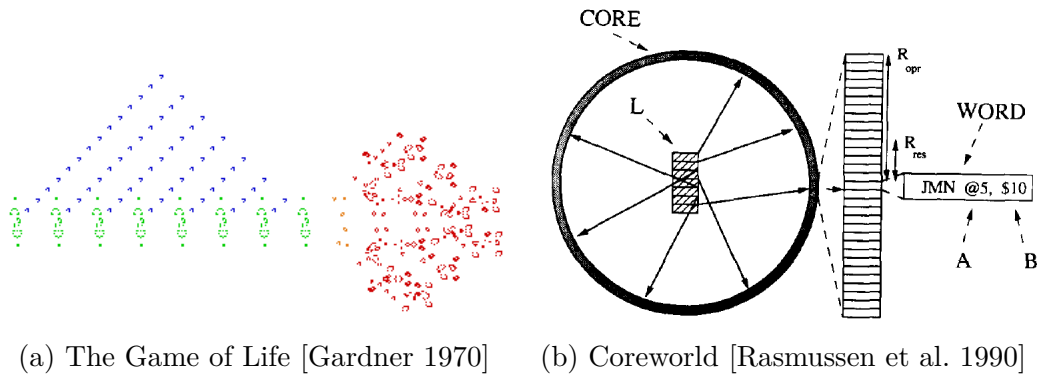 CORE
L
R opr
R res
WORD
JMN @5, $10
A
B
(a) The Game of Life [Gardner 1970]
(b) Coreworld [Rasmussen et al. 1990]